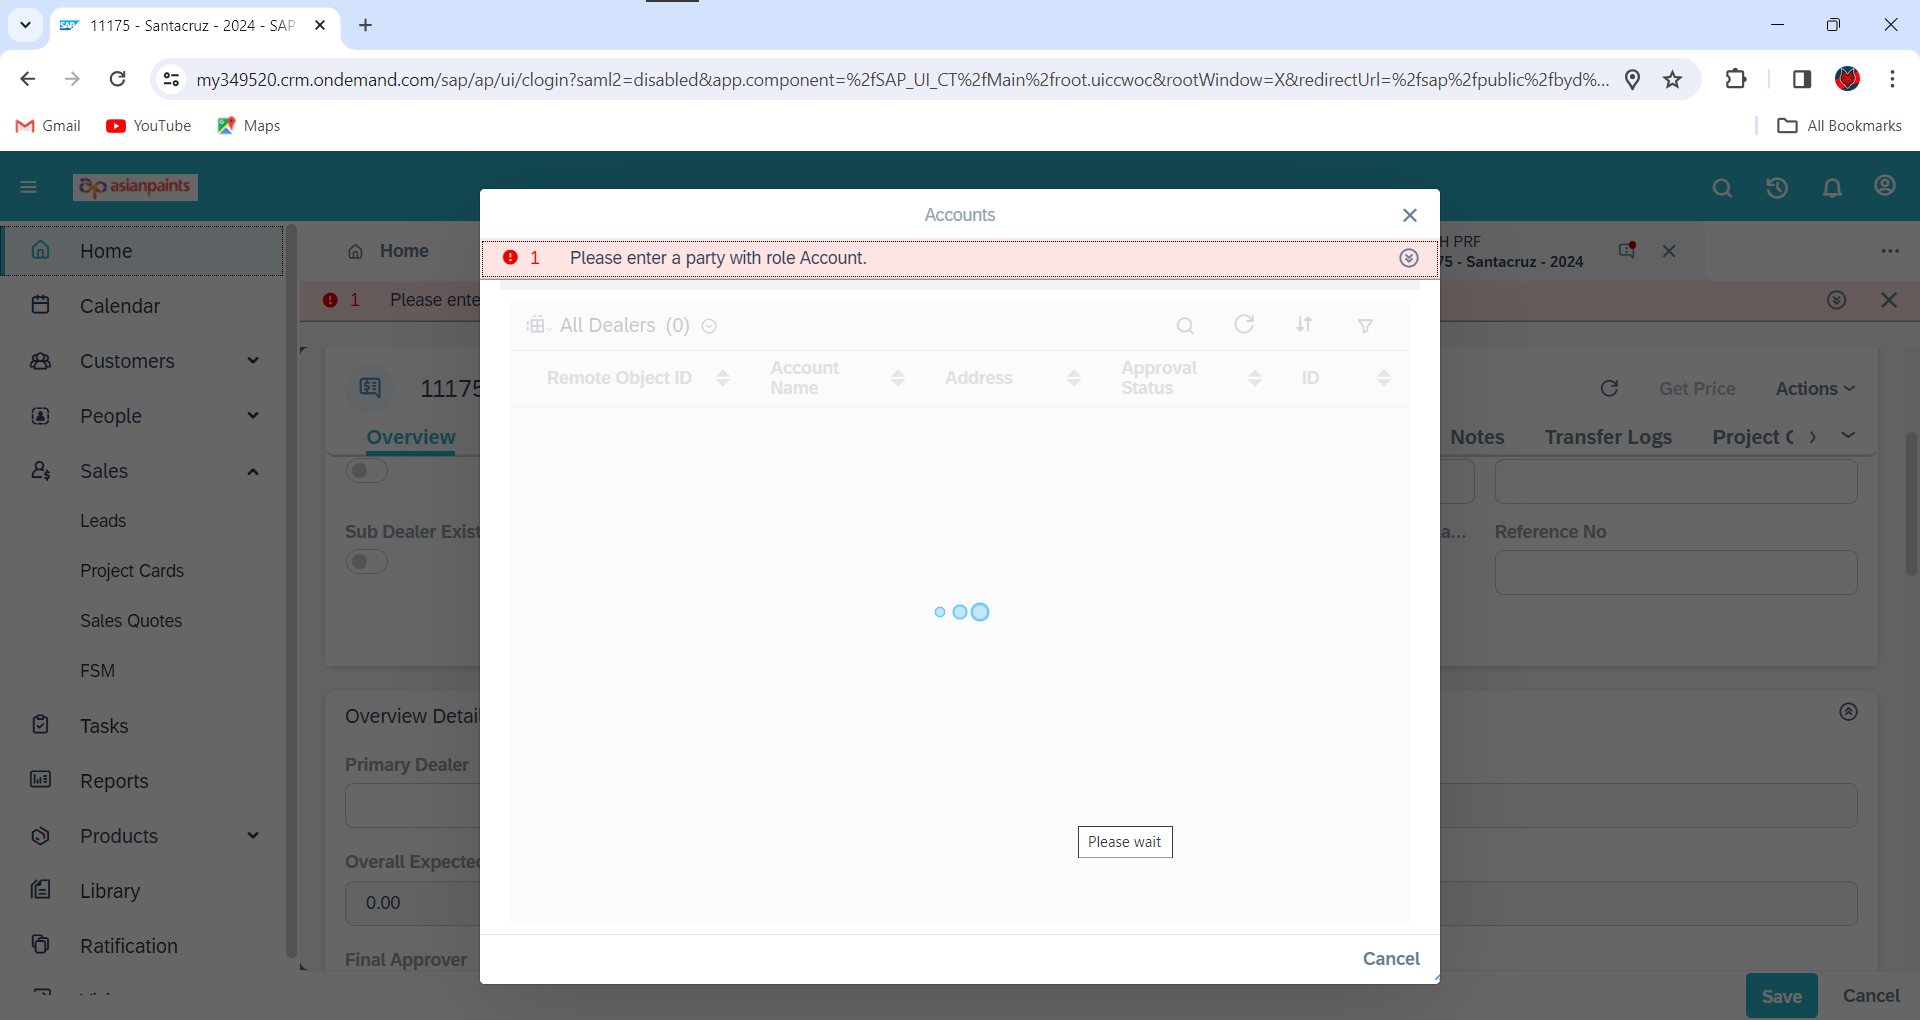 11175 - Santacruz - 2024 - SAP
my349520.crm.ondemand.com/sap/ap/ui/clogin?saml2=disabled&app.component=%2fSAP_UI_CT%2fMain%2froot.uiccwoc&rootWindow=X&redirectUrl=%2fsap%2fpublic%2fbyd%...
Gmail
YouTube
Maps
All Bookmarks
asianpaints
Accounts
Home
Home
1 Please enter a party with role Account.
H PRF
75 - Santacruz - 2024
1 Please ente
Calendar
All Dealers (0)
Customers
Remote Object ID
Account Name
Address
Approval Status
ID
11175
Get Price
Actions
People
Overview
Notes
Transfer Logs
Project
Sales
Leads
Sub Dealer Exist
a...
Reference No
Project Cards
Sales Quotes
FSM
Tasks
Overview Detail
Primary Dealer
Reports
Products
Please wait
Overall Expected
0.00
Library
Ratification
Final Approver
Cancel
Save
Cancel